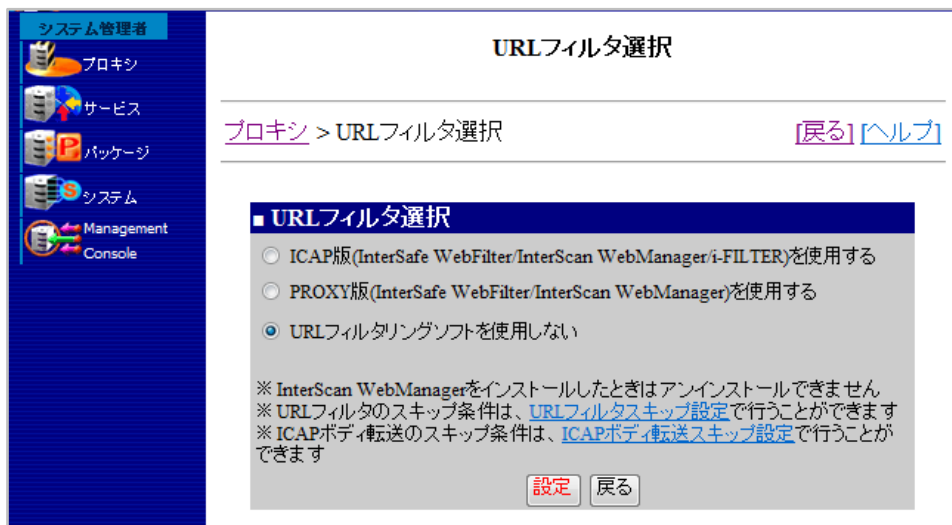 システム管理者
プロキシ
サービス
パッケージ
システム
Management
Console
URLフィルタ選択
プロキシ > URLフィルタ選択
[戻る] [ヘルプ]
■ URLフィルタ選択
ICAP版(InterSafe WebFilter/InterScan WebManager/i-FILTER)を使用する
PROXY版(InterSafe WebFilter/InterScan WebManager)を使用する
URLフィルタリングソフトを使用しない
※ InterScan WebManagerをインストールしたときはアンインストールできません
※ URLフィルタのスキップ条件は、URLフィルタスキップ設定で行うことができます
※ ICAPボディ転送のスキップ条件は、ICAPボディ転送スキップ設定で行うことが
できます
設定 戻る